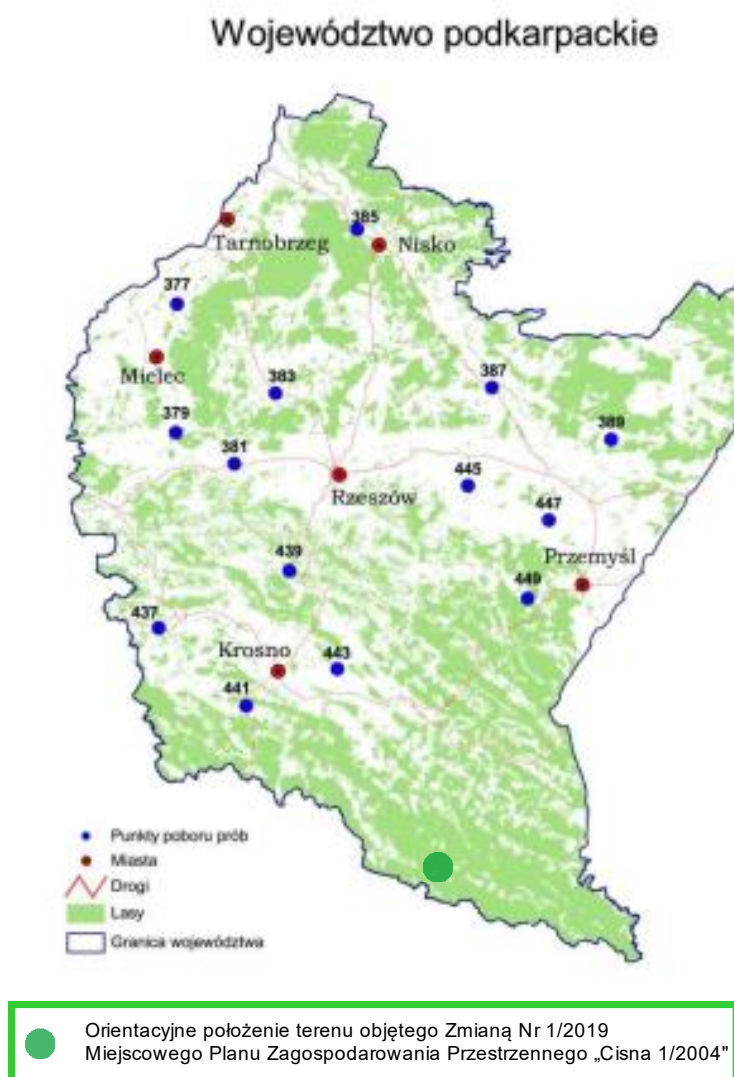 Województwo podkarpackie
385
Tarnobrzeg
Nisko
377
Mielec
383
387
379
389
381
445
Rzeszów
447
439
Przemyśl
449
437
Krosno
443
441
Punkty poboru prób
Miasta
Drogi
Lasy
Granica województwa
Orientacyjne położenie terenu objętego Zmianą Nr 1/2019
Miejscowego Planu Zagospodarowania Przestrzennego „Cisna 1/2004"